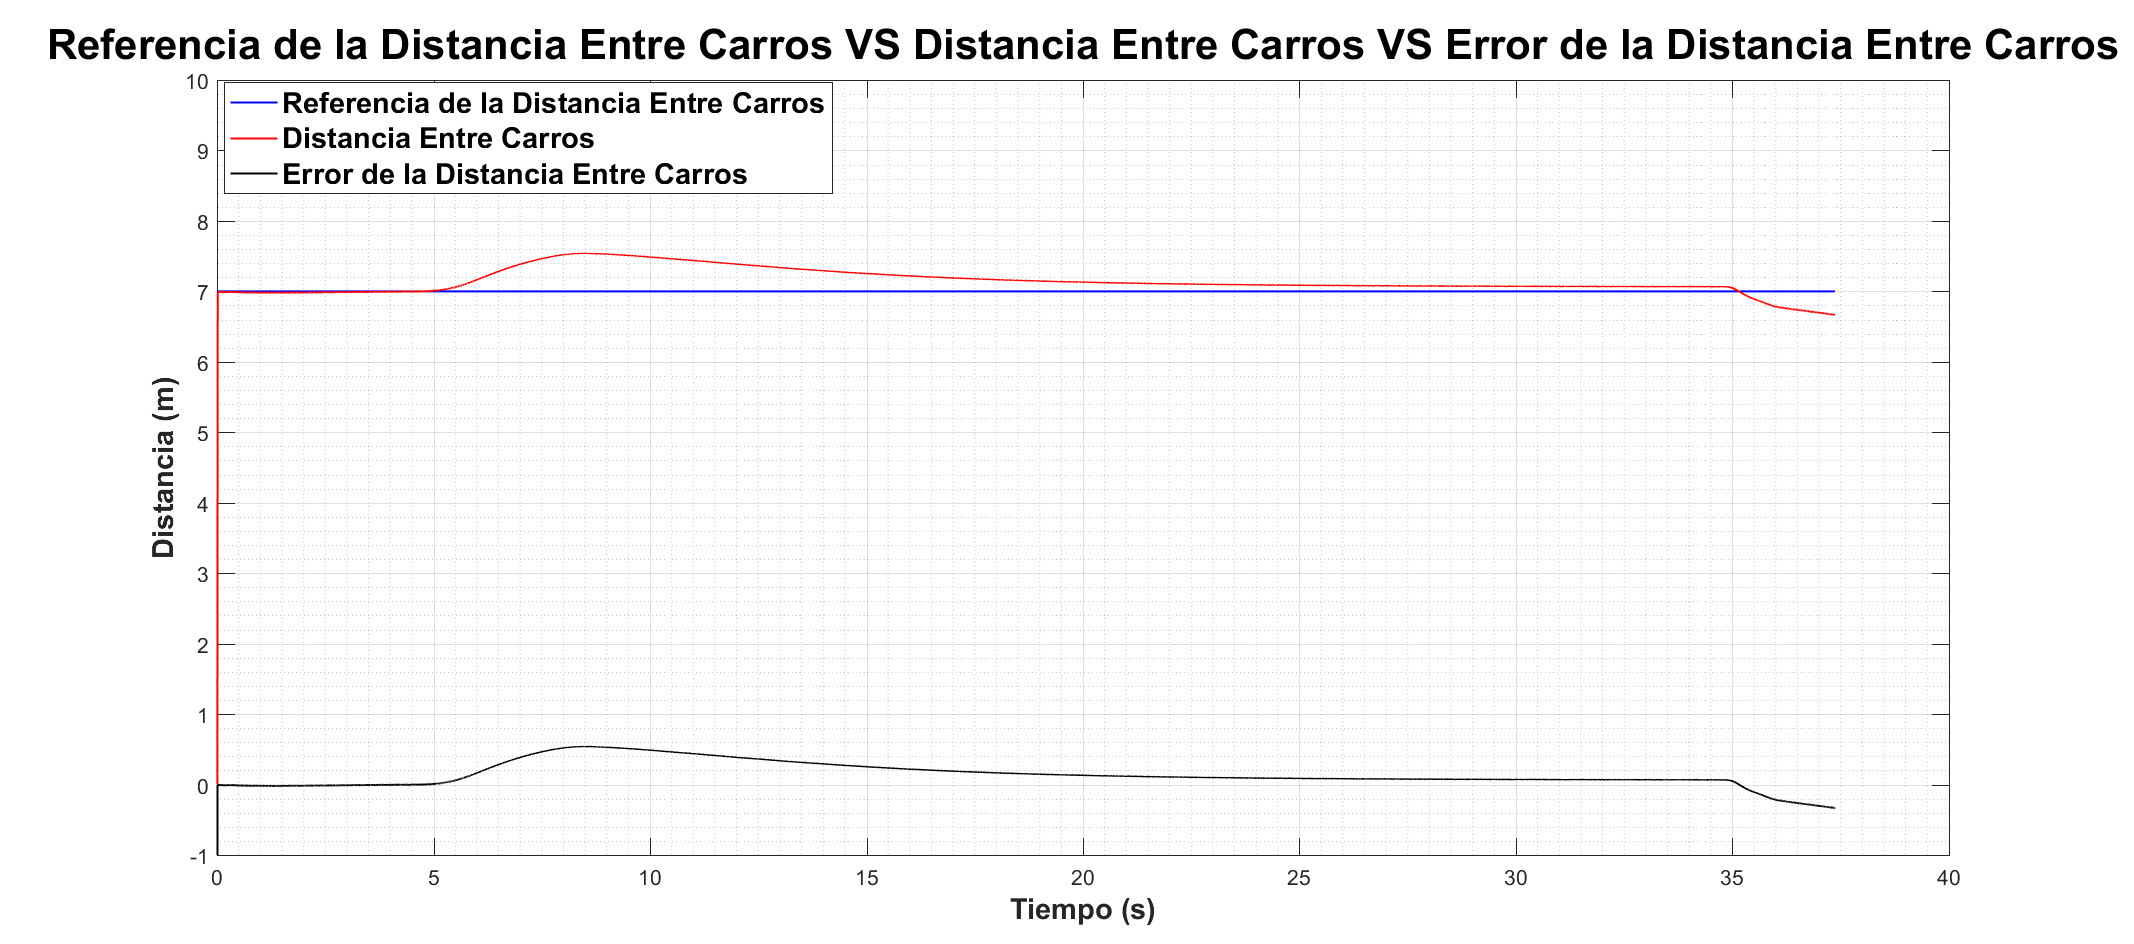 Referencia de la Distancia Entre Carros VS Distancia Entre Carros VS Error de la Distancia Entre Carros
Referencia de la Distancia Entre Carros
Distancia Entre Carros
Error de la Distancia Entre Carros
10
9
8
7
6
5
4
3
2
1
0
-1
Distancia (m)
0 5 10 15 20 25 30 35 40
Tiempo (s)